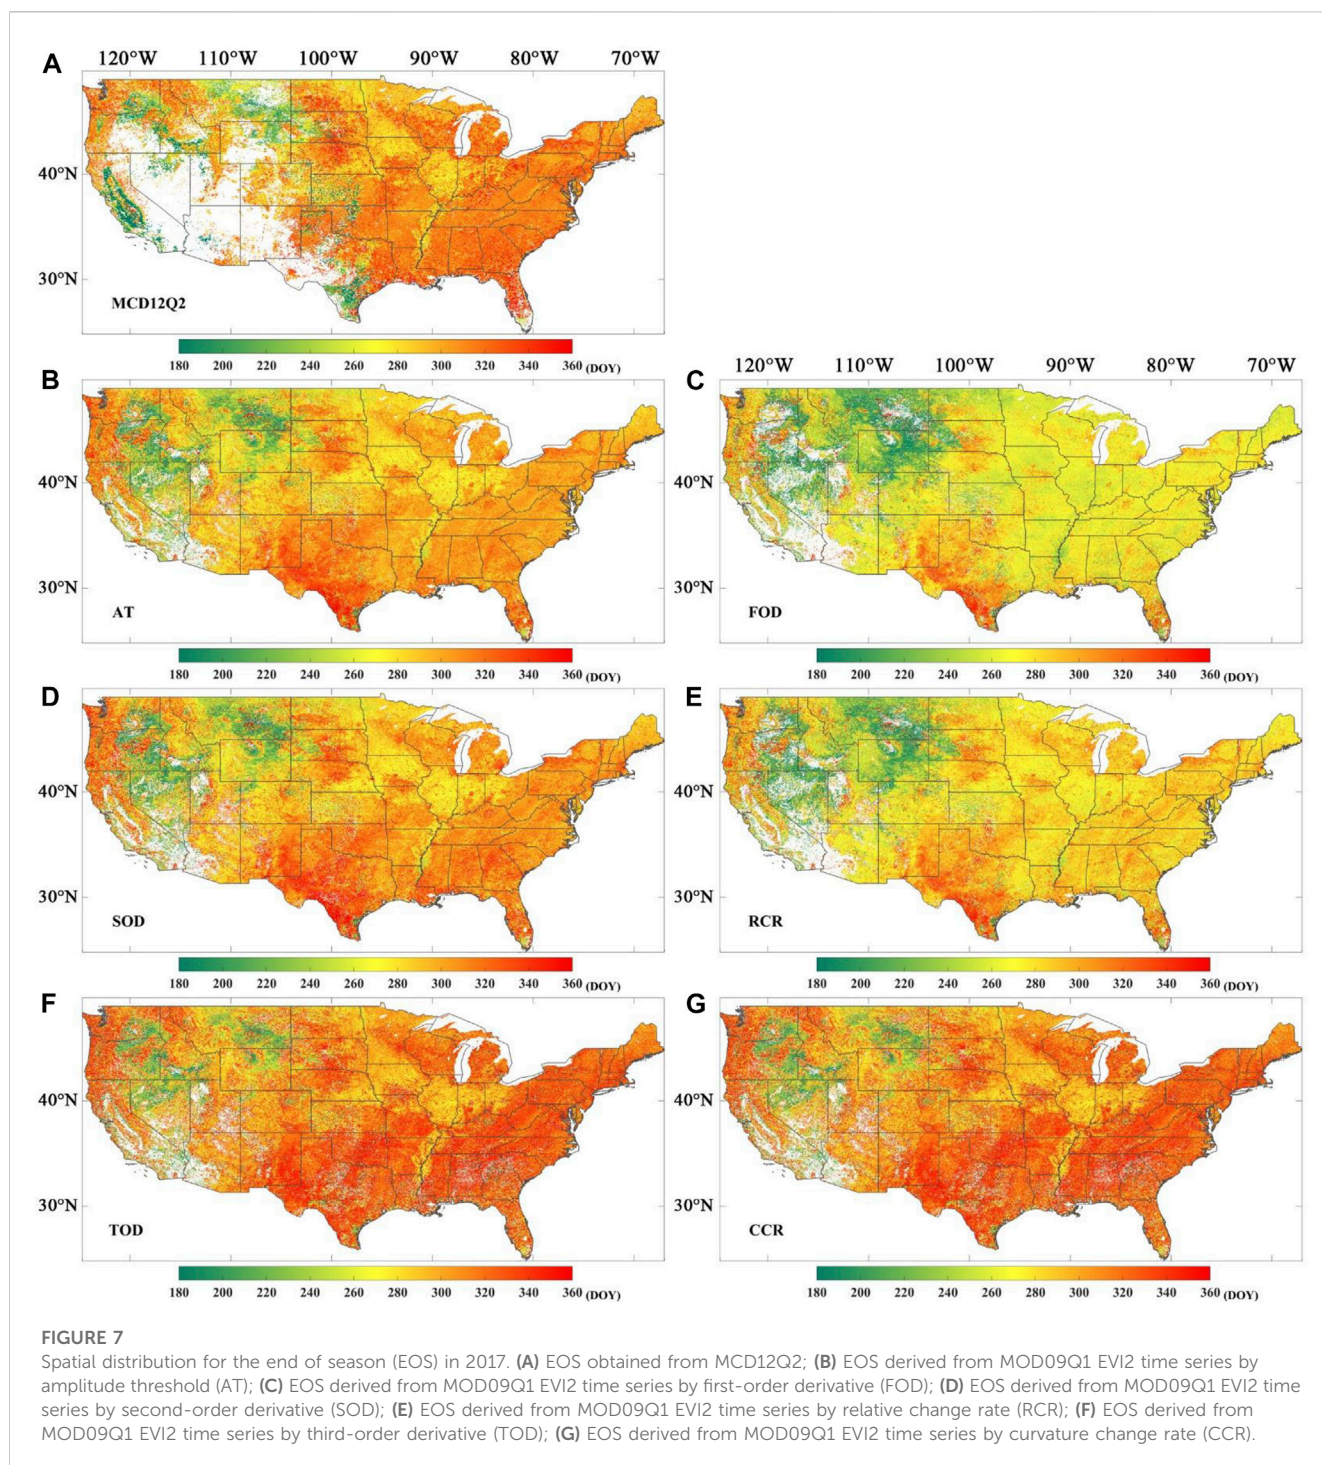 A
120°W 110°W 100°W 90°W 80°W 70°W
40°N
30°N
MCD12Q2
180 200 220 240 260 280 300 320 340 360 (DOY)
B
40°N
30°N
AT
180 200 220 240 260 280 300 320 340 360 (DOY)
C
120°W 110°W 100°W 90°W 80°W 70°W
40°N
30°N
FOD
180 200 220 240 260 280 300 320 340 360 (DOY)
D
40°N
30°N
SOD
180 200 220 240 260 280 300 320 340 360 (DOY)
E
40°N
30°N
RCR
180 200 220 240 260 280 300 320 340 360 (DOY)
F
40°N
30°N
TOD
180 200 220 240 260 280 300 320 340 360 (DOY)
G
40°N
30°N
CCR
180 200 220 240 260 280 300 320 340 360 (DOY)
FIGURE 7
Spatial distribution for the end of season (EOS) in 2017. (A) EOS obtained from MCD12Q2; (B) EOS derived from MOD09Q1 EVI2 time series by
amplitude threshold (AT); (C) EOS derived from MOD09Q1 EVI2 time series by first-order derivative (FOD); (D) EOS derived from MOD09Q1 EVI2 time
series by second-order derivative (SOD); (E) EOS derived from MOD09Q1 EVI2 time series by relative change rate (RCR); (F) EOS derived from
MOD09Q1 EVI2 time series by third-order derivative (TOD); (G) EOS derived from MOD09Q1 EVI2 time series by curvature change rate (CCR).